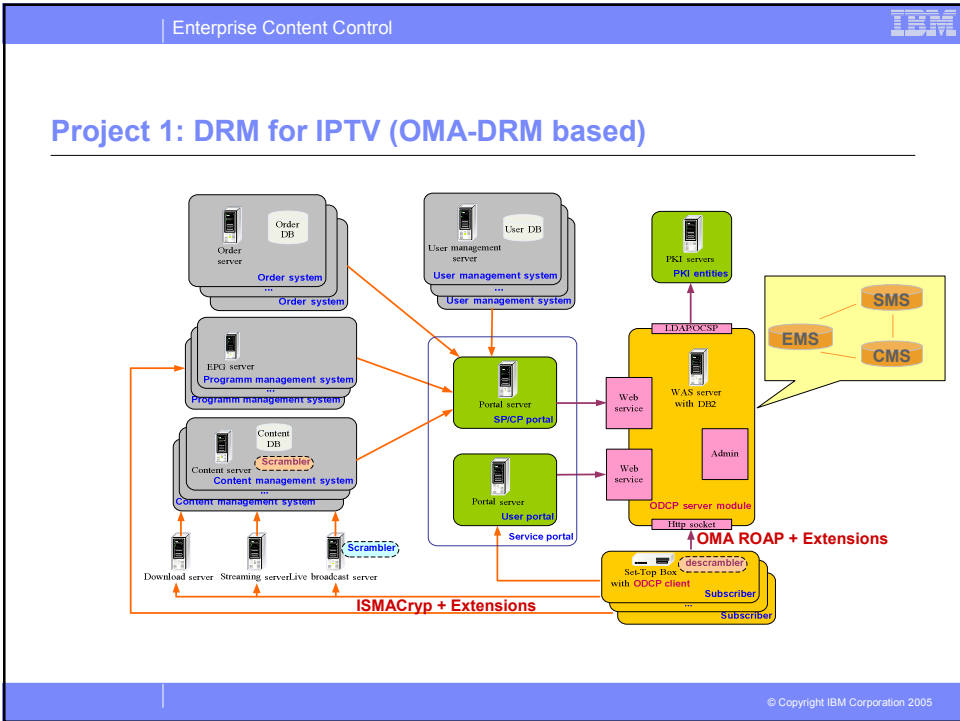 Enterprise Content Control
IBM
Project 1: DRM for IPTV (OMA-DRM based)
Order
DB
Order
server
Order system
...
Order system
User DB
User management
server
User management system
...
User management system
PKI servers
PKI entities
SMS
EMS
CMS
LDAP/OCSP
EPG server
Programm management system
...
Programm management system
Portal server
SP/CP portal
Web
service
WAS server
with DB2
Content
DB
Content server
Scrambler
Content management system
...
Content management system
Portal server
User portal
Service portal
Web
service
Admin
ODCP server module
Http socket
OMA ROAP + Extensions
Scrambler
Download server
Streaming server
Live broadcast server
descrambler
Set-Top Box
with ODCP client
Subscriber
...
Subscriber
ISMACryp + Extensions
© Copyright IBM Corporation 2005